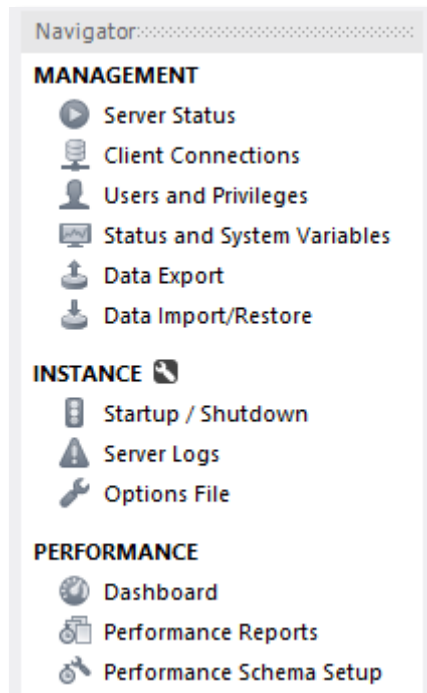 Navigator
MANAGEMENT
Server Status
Client Connections
Users and Privileges
Status and System Variables
Data Export
Data Import/Restore
INSTANCE
Startup / Shutdown
Server Logs
Options File
PERFORMANCE
Dashboard
Performance Reports
Performance Schema Setup